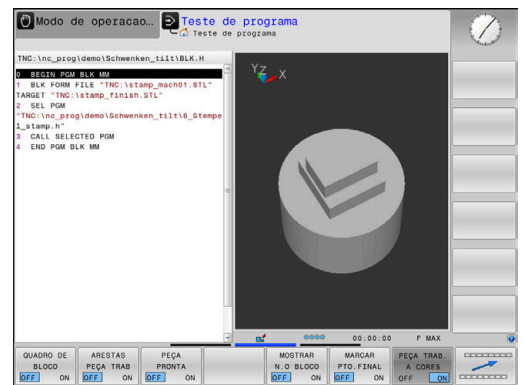 Modo de operacao...
Teste de programa
Teste de programa
TNC:\nc_prog\demo\Schwenken_tilt\BLK.H
0 BEGIN PGM BLK MM
1 BLK FORM FILE "TNC:\stamp_mach01.STL"
TARGET "TNC:\stamp_finish.STL"
2 SEL PGM
"TNC:\nc_prog\demo\Schwenken_tilt\6_Stempe
l_stamp.h"
3 CALL SELECTED PGM
4 END PGM BLK MM
YZ X
00:00:00 F MAX
QUADRO DE BLOCO OFF ON
ARESTAS PEÇA TRAB OFF ON
PEÇA PRONTA OFF ON
MOSTRAR N.O BLOCO OFF ON
MARCAR PTO.FINAL OFF ON
PEÇA TRAB. A CORES OFF ON